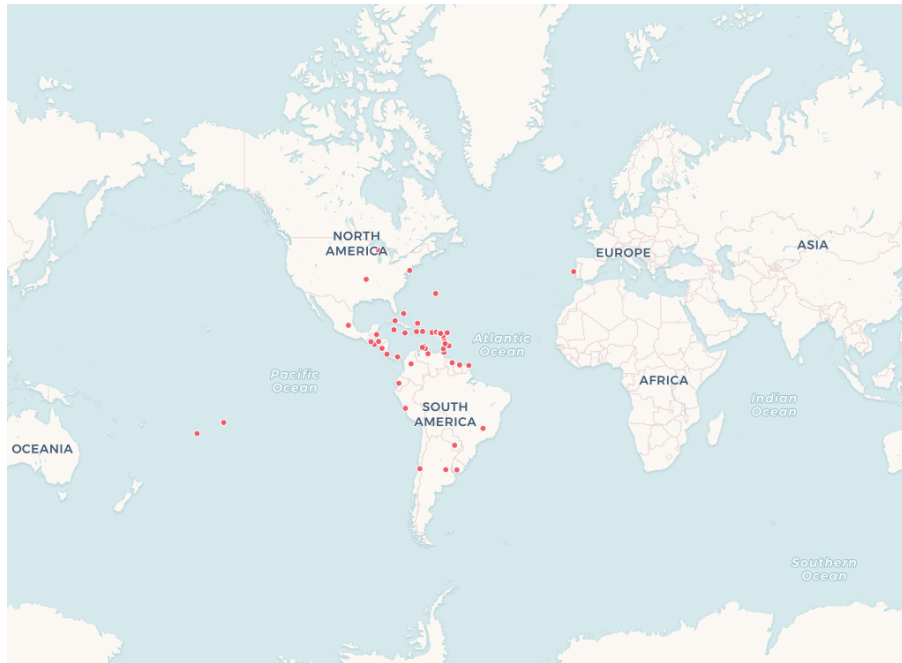 NORTH
AMERICA
EUROPE
ASIA
Atlantic
Ocean
Pacific
Ocean
AFRICA
Indian
Ocean
SOUTH
AMERICA
OCEANIA
Southern
Ocean